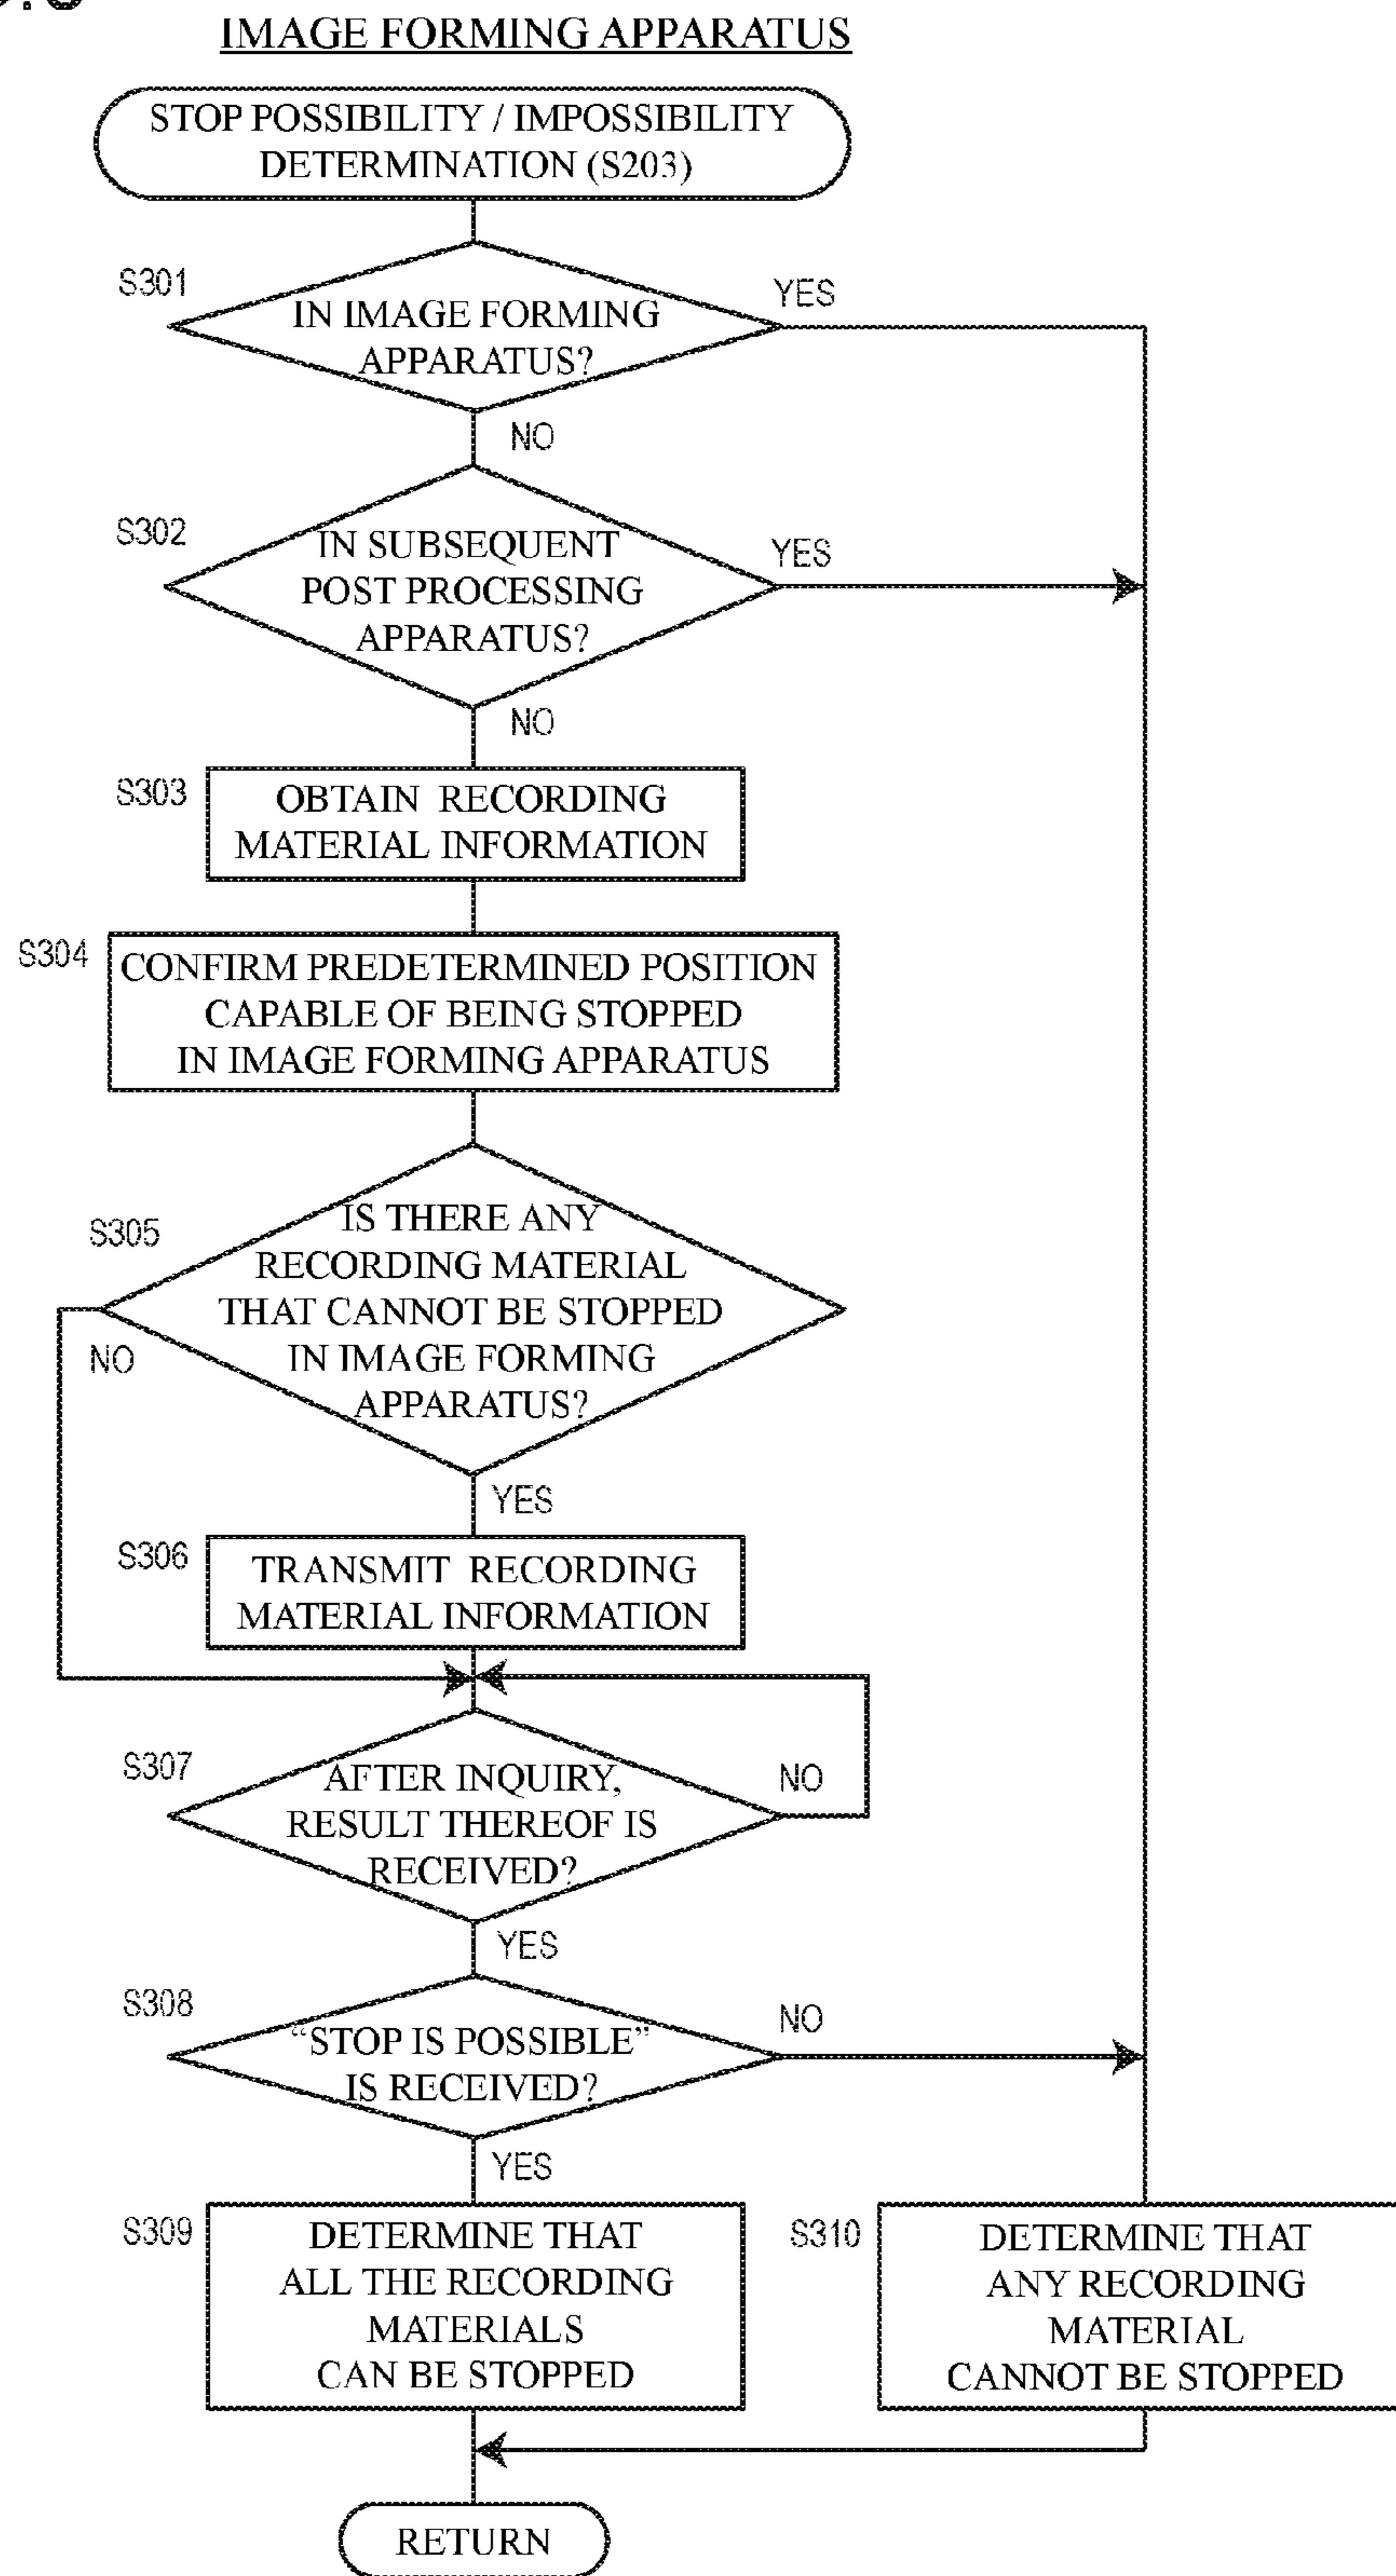 IMAGE FORMING APPARATUS
STOP POSSIBILITY / IMPOSSIBILITY
DETERMINATION (S203)
S301
IN IMAGE FORMING
APPARATUS?
YES
NO
S302
IN SUBSEQUENT
POST PROCESSING
APPARATUS?
YES
NO
S303
OBTAIN RECORDING
MATERIAL INFORMATION
S304
CONFIRM PREDETERMINED POSITION
CAPABLE OF BEING STOPPED
IN IMAGE FORMING APPARATUS
S305
IS THERE ANY
RECORDING MATERIAL
THAT CANNOT BE STOPPED
IN IMAGE FORMING
APPARATUS?
NO
YES
S306
TRANSMIT RECORDING
MATERIAL INFORMATION
S307
AFTER INQUIRY,
RESULT THEREOF IS
RECEIVED?
NO
YES
S308
“STOP IS POSSIBLE”
IS RECEIVED?
NO
YES
S309
DETERMINE THAT
ALL THE RECORDING
MATERIALS
CAN BE STOPPED
S310
DETERMINE THAT
ANY RECORDING
MATERIAL
CANNOT BE STOPPED
RETURN